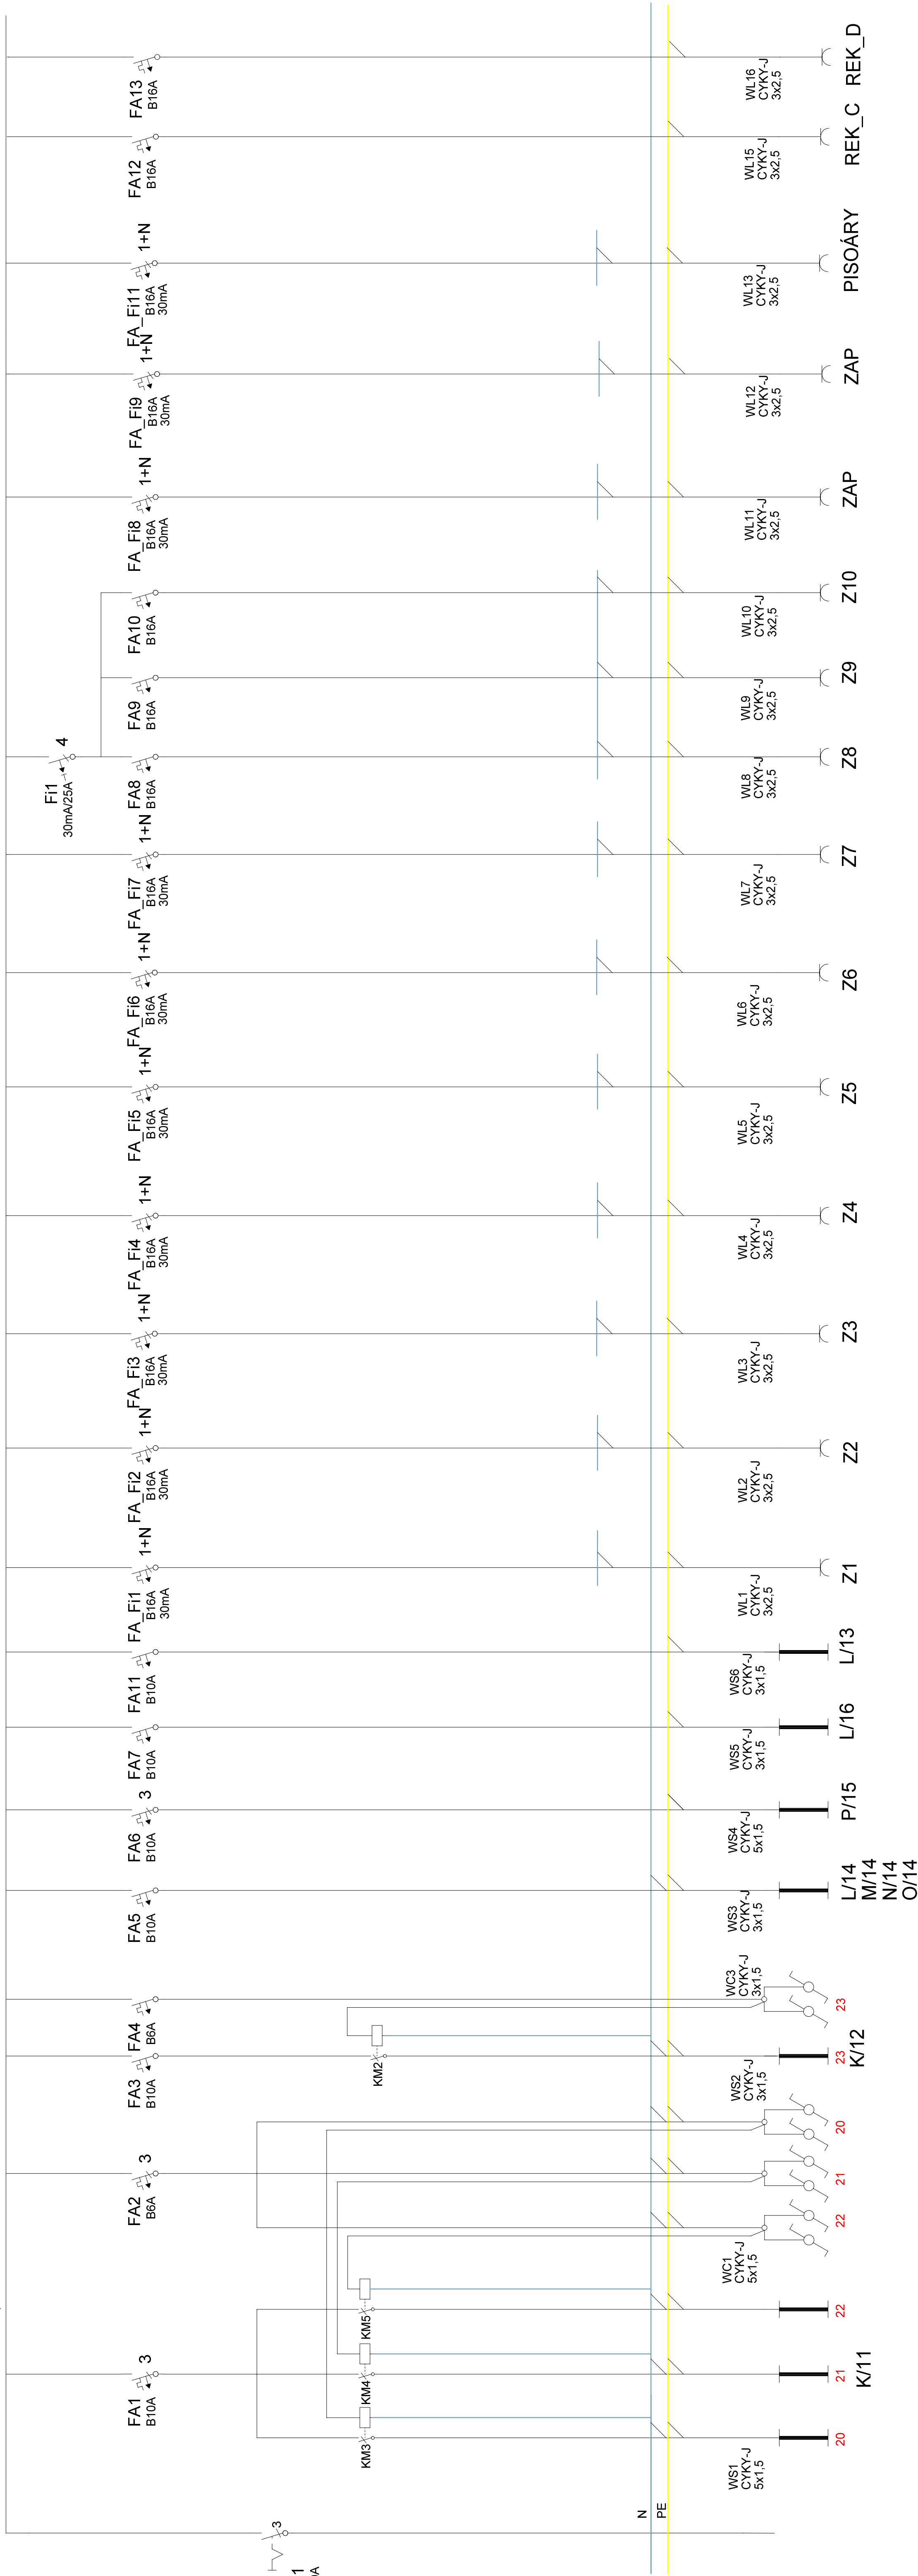 FA13
B16A
WL16
CYKY-J
3x2,5
REK_D
FA12
B16A
WL15
CYKY-J
3x2,5
REK_C
FA_Fi11
1+N
B16A
30mA
WL13
CYKY-J
3x2,5
PISOÁRY
FA_Fi9
1+N
B16A
30mA
WL12
CYKY-J
3x2,5
ZAP
FA_Fi8
1+N
B16A
30mA
WL11
CYKY-J
3x2,5
ZAP
FA10
B16A
WL10
CYKY-J
3x2,5
Z10
FA9
B16A
WL9
CYKY-J
3x2,5
Z9
Fi1
4
30mA/25A
FA8
B16A
WL8
CYKY-J
3x2,5
Z8
FA_Fi7
1+N
B16A
30mA
WL7
CYKY-J
3x2,5
Z7
FA_Fi6
1+N
B16A
30mA
WL6
CYKY-J
3x2,5
Z6
FA_Fi5
1+N
B16A
30mA
WL5
CYKY-J
3x2,5
Z5
FA_Fi4
1+N
B16A
30mA
WL4
CYKY-J
3x2,5
Z4
FA_Fi3
1+N
B16A
30mA
WL3
CYKY-J
3x2,5
Z3
FA_Fi2
1+N
B16A
30mA
WL2
CYKY-J
3x2,5
Z2
FA_Fi1
1+N
B16A
30mA
WL1
CYKY-J
3x2,5
Z1
FA11
B10A
WS6
CYKY-J
3x1,5
L/13
FA7
B10A
WS5
CYKY-J
3x1,5
L/16
FA6
3
B10A
WS4
CYKY-J
5x1,5
P/15
FA5
B10A
WS3
CYKY-J
3x1,5
L/14
M/14
N/14
O/14
FA4
B6A
WC3
CYKY-J
3x1,5
23
FA3
B10A
KM2
WS2
CYKY-J
3x1,5
23
K/12
20
FA2
3
B6A
21
22
WC1
CYKY-J
5x1,5
KM5
22
FA1
3
B10A
KM4
21
K/11
KM3
WS1
CYKY-J
5x1,5
20
N
PE
3
1